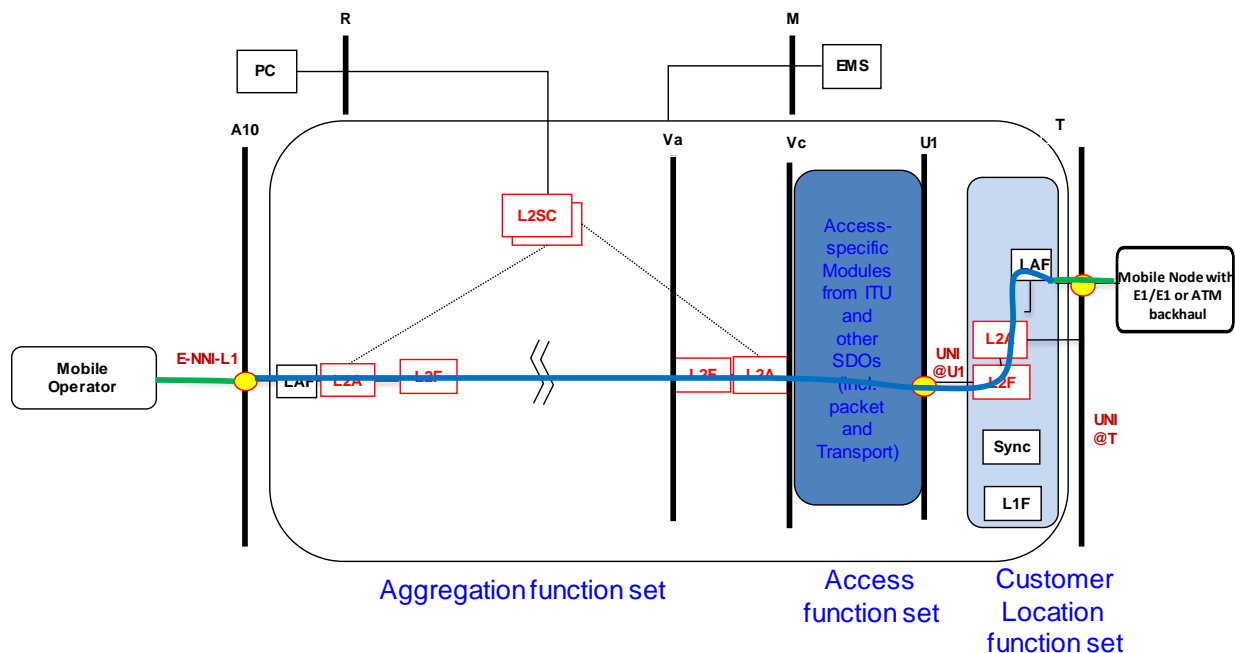 R
M
PC
EMS
A10
Va
Vc
U1
T
L2SC
Access-
specific
Modules
from ITU
and
other
SDOs
(incl.
packet
and
Transport)
LAF
Mobile Node with
E1/E1 or ATM
backhaul
Mobile
Operator
E-NNI-L1
LAF
L2A
L2F
L2F
L2A
UNI
@U1
L2A
L2F
UNI
@T
Sync
L1F
Aggregation function set
Access
function set
Customer
Location
function set